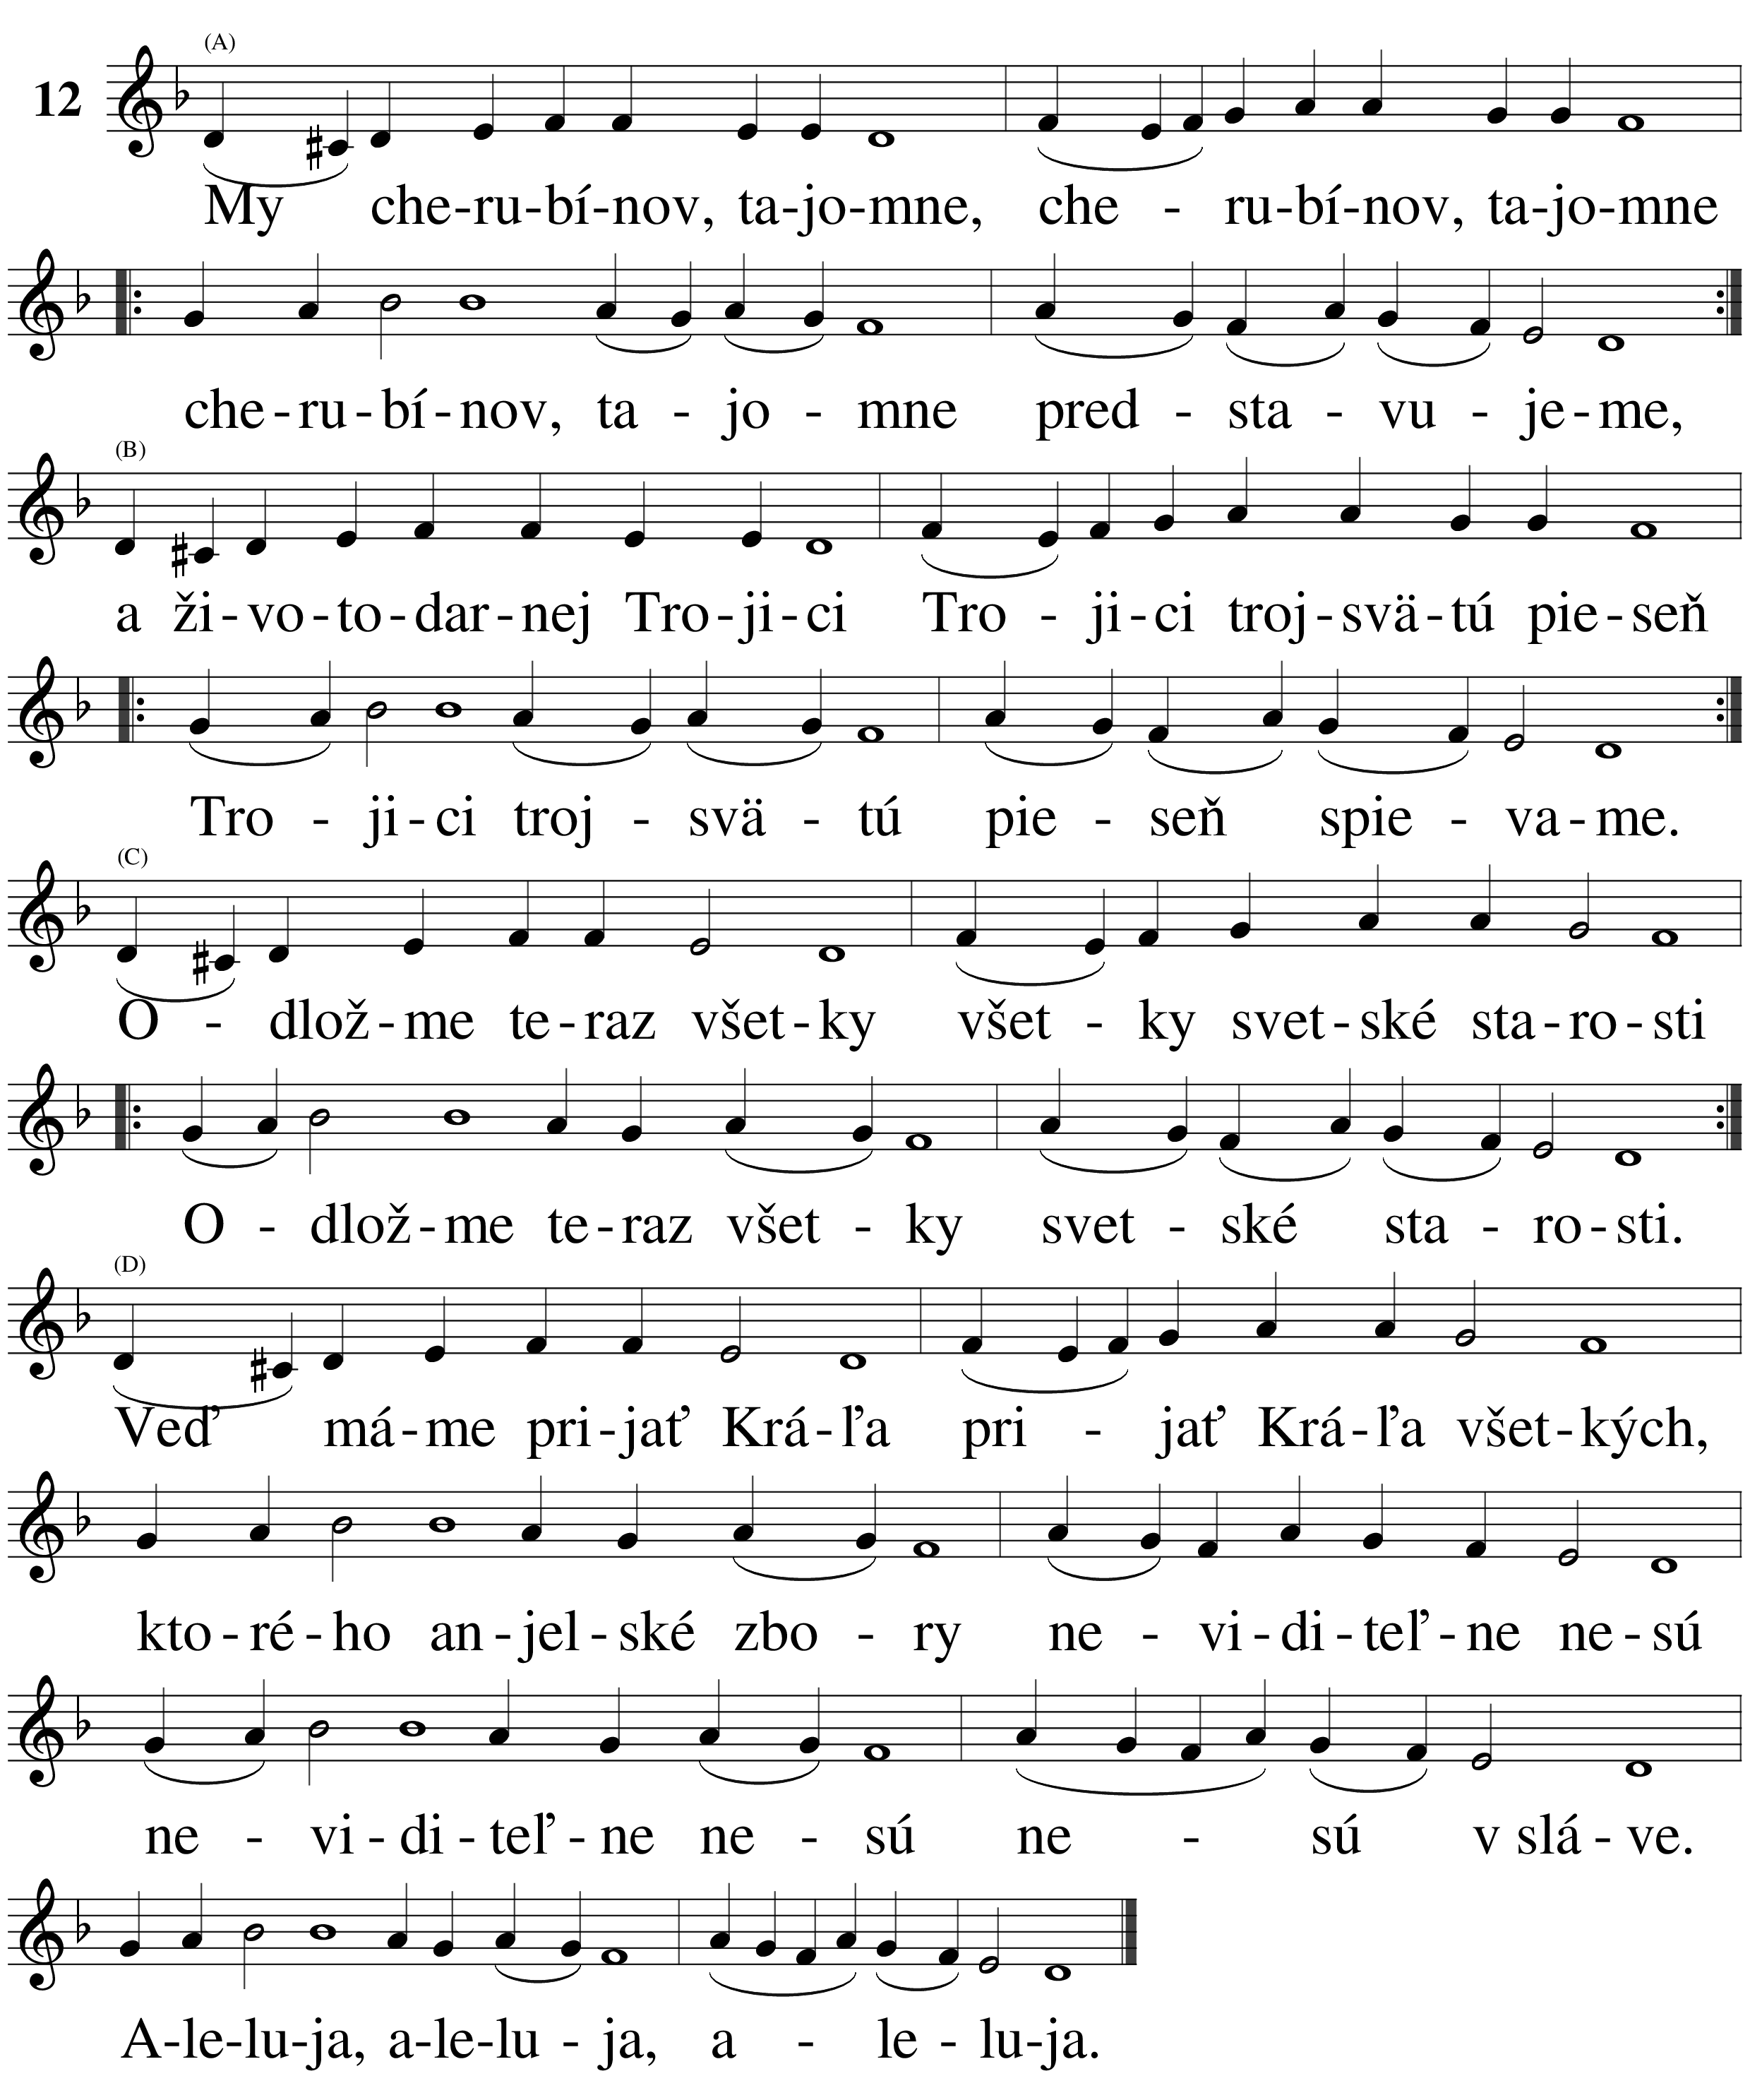 (A)
12
My che-ru-bí-nov, ta-jo-mne, che - ru-bí-nov, ta-jo-mne
che-ru-bí-nov, ta - jo - mne pred - sta - vu - je-me,
(B)
a ži-vo-to-dar-nej Tro-ji-ci Tro - ji-ci troj-svä-tú pie-seň
Tro - ji-ci troj - svä - tú pie - seň spie - va-me.
(C)
O - dlož-me te-raz všet-ky všet - ky svet-ské sta-ro-sti
O - dlož-me te-raz všet - ky svet - ské sta - ro-sti.
(D)
Veď má-me pri-jať Krá-ľa pri - jať Krá-ľa všet-kých,
kto-ré-ho an-jel-ské zbo - ry ne - vi-di-teľ-ne ne-sú
ne - vi-di-teľ-ne ne - sú ne - sú v slá-ve.
A-le-lu-ja, a-le-lu - ja, a - le - lu-ja.